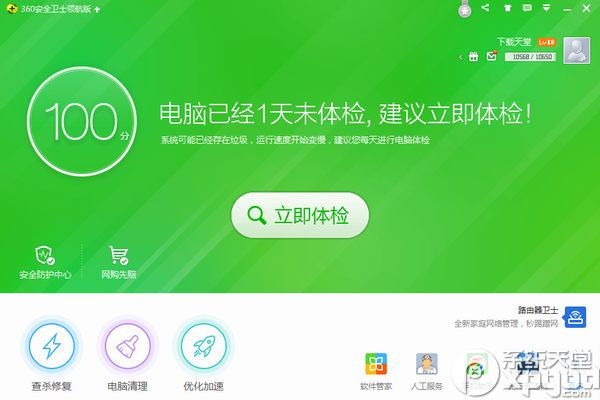 360安全卫士领航版
下载天堂 Lv10
10568 / 10650
100分
电脑已经1天未体检, 建议立即体检!
系统可能已经存在垃圾，运行速度开始变慢，建议您每天进行电脑体检
立即体检
安全防护中心
网购先赔
路由器卫士
全新家庭网络管理，秒踢蹭网
查杀修复
电脑清理
优化加速
软件管家
人工服务
系统天堂